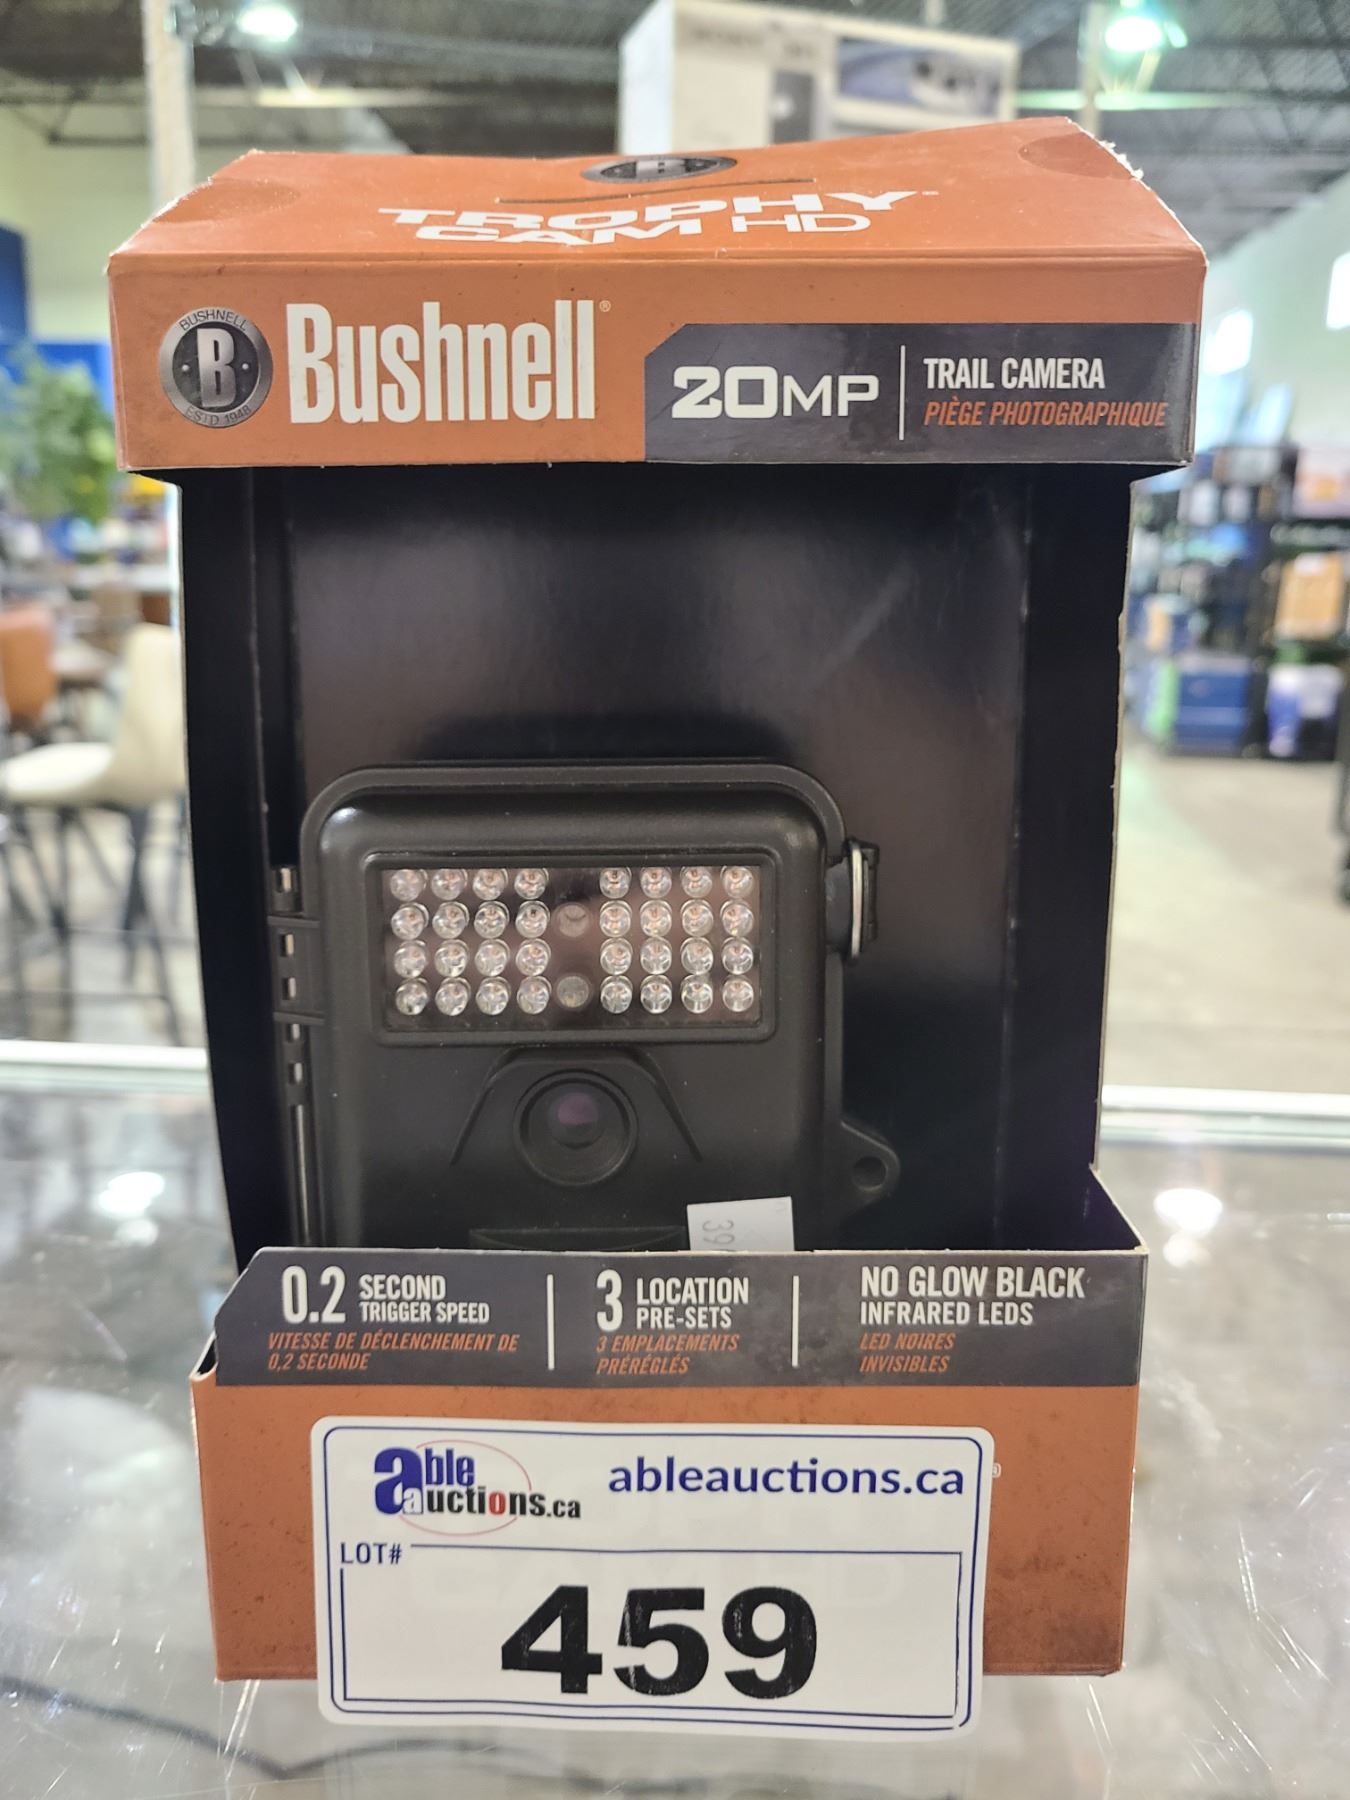 TROPHY
CAM HD
BUSHNELL
B
ESTD 1948
Bushnell®
20MP
TRAIL CAMERA
PIÈGE PHOTOGRAPHIQUE
0.2 SECOND
TRIGGER SPEED
VITESSE DE DÉCLENCHEMENT DE
0,2 SECONDE
3 LOCATION
PRE-SETS
3 EMPLACEMENTS
PRÉRÉGLÉS
NO GLOW BLACK
INFRARED LEDS
LED NOIRES
INVISIBLES
able auctions.ca
ableauctions.ca
LOT#
459